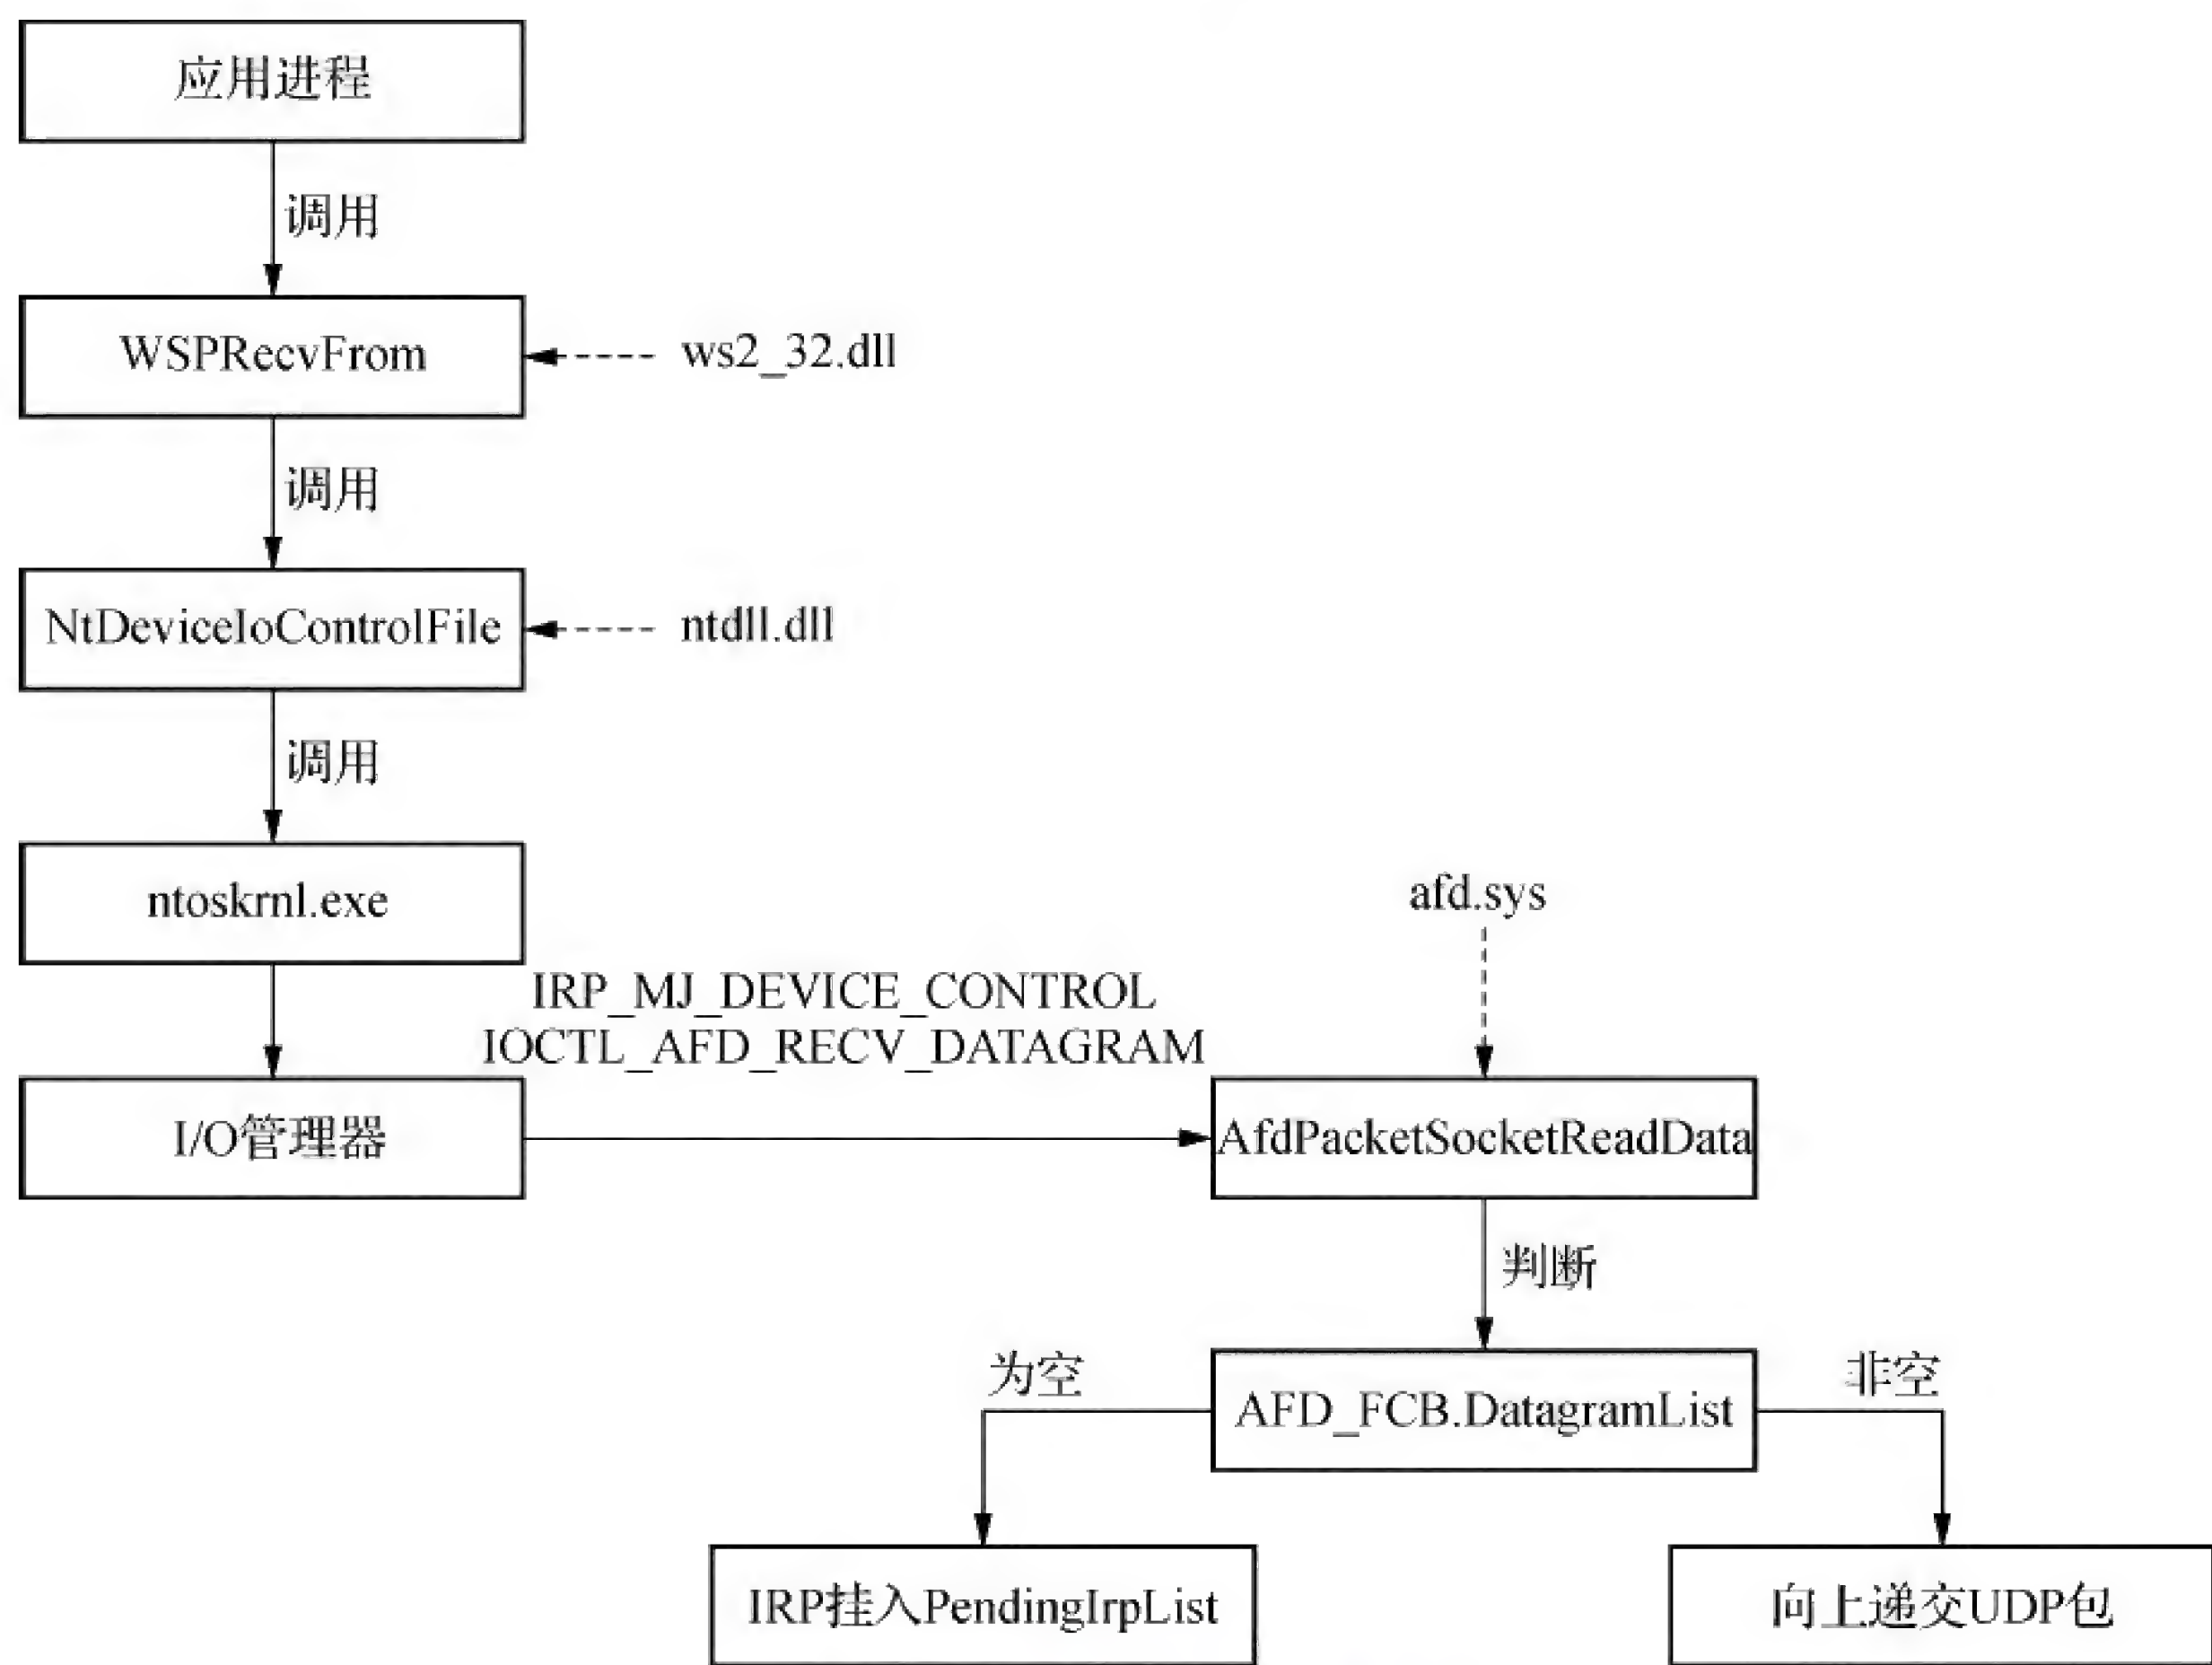 应用进程
调用
WSPRecvFrom
ws2_32.dll
调用
NtDeviceIoControlFile
ntdll.dll
调用
ntoskrnl.exe
afd.sys
IRP_MJ_DEVICE_CONTROL
IOCTL_AFD_RECV_DATAGRAM
I/O管理器
AfdPacketSocketReadData
判断
为空
AFD_FCB.DatagramList
非空
IRP挂入PendingIrpList
向上递交UDP包